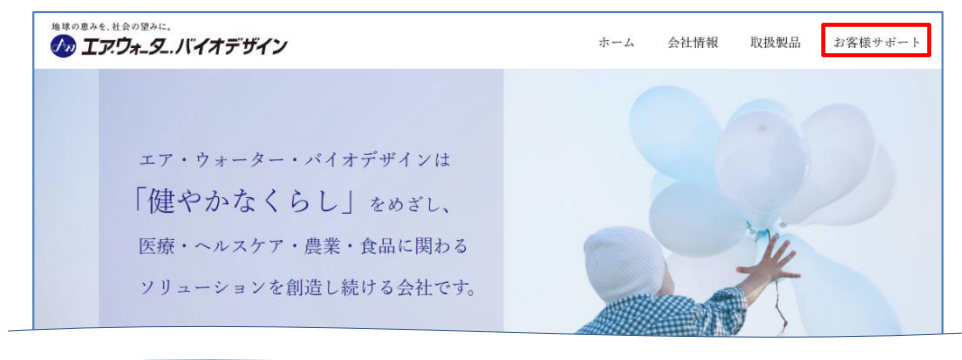 地球の恵みを、社会の望みに。
エア・ウォーター・バイオデザイン
ホーム 会社情報 取扱製品 お客様サポート
エア・ウォーター・バイオデザインは
「健やかなくらし」をめざし、
医療・ヘルスケア・農業・食品に関わる
ソリューションを創造し続ける会社です。